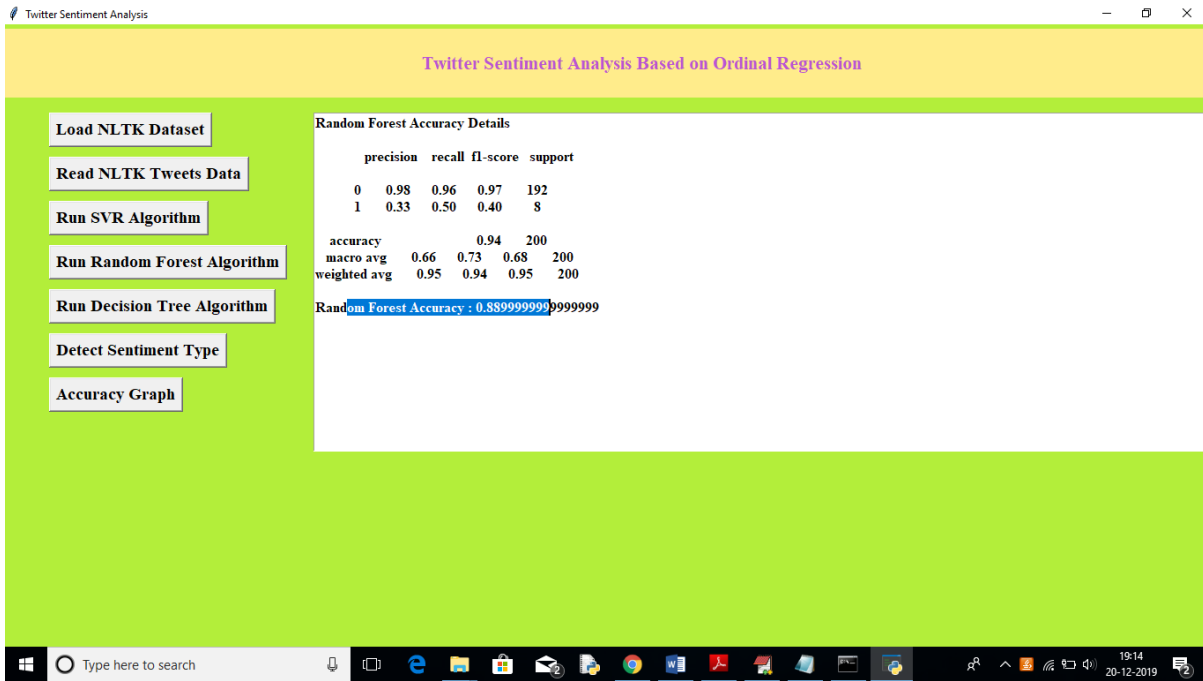 Twitter Sentiment Analysis
Twitter Sentiment Analysis Based on Ordinal Regression
Load NLTK Dataset
Read NLTK Tweets Data
Run SVR Algorithm
Run Random Forest Algorithm
Run Decision Tree Algorithm
Detect Sentiment Type
Accuracy Graph
Random Forest Accuracy Details
precision recall f1-score support
0 0.98 0.96 0.97 192
1 0.33 0.50 0.40 8
accuracy 0.94 200
macro avg 0.66 0.73 0.68 200
weighted avg 0.95 0.94 0.95 200
Random Forest Accuracy : 0.8899999999999999
Type here to search
2
19:14
20-12-2019
2